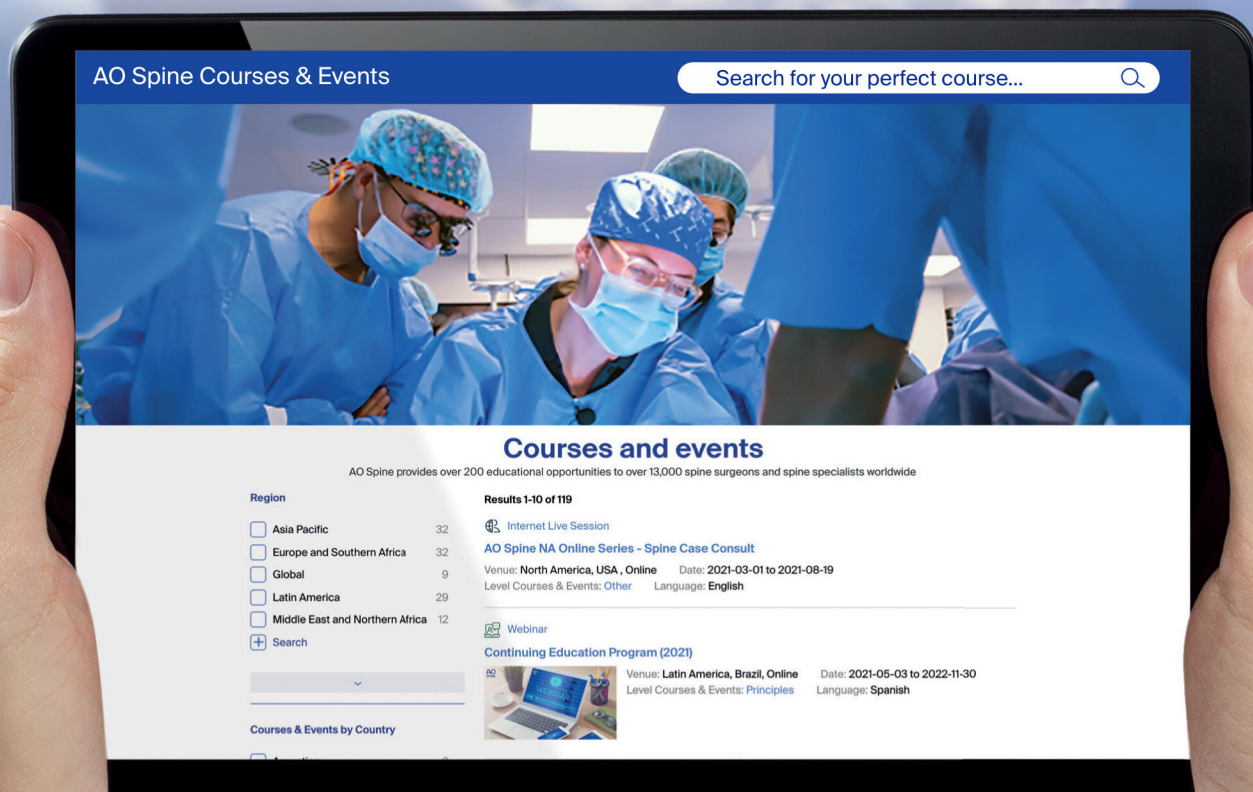 AO Spine Courses & Events
Search for your perfect course...
Courses and events
AO Spine provides over 200 educational opportunities to over 13,000 spine surgeons and spine specialists worldwide
Region
Asia Pacific 32
Europe and Southern Africa 32
Global 9
Latin America 29
Middle East and Northern Africa 12
Search
Courses & Events by Country
Results 1-10 of 119
Internet Live Session
AO Spine NA Online Series - Spine Case Consult
Venue: North America, USA , Online Date: 2021-03-01 to 2021-08-19
Level Courses & Events: Other Language: English
Webinar
Continuing Education Program (2021)
AO
WEBINAR
Venue: Latin America, Brazil, Online Date: 2021-05-03 to 2022-11-30
Level Courses & Events: Principles Language: Spanish